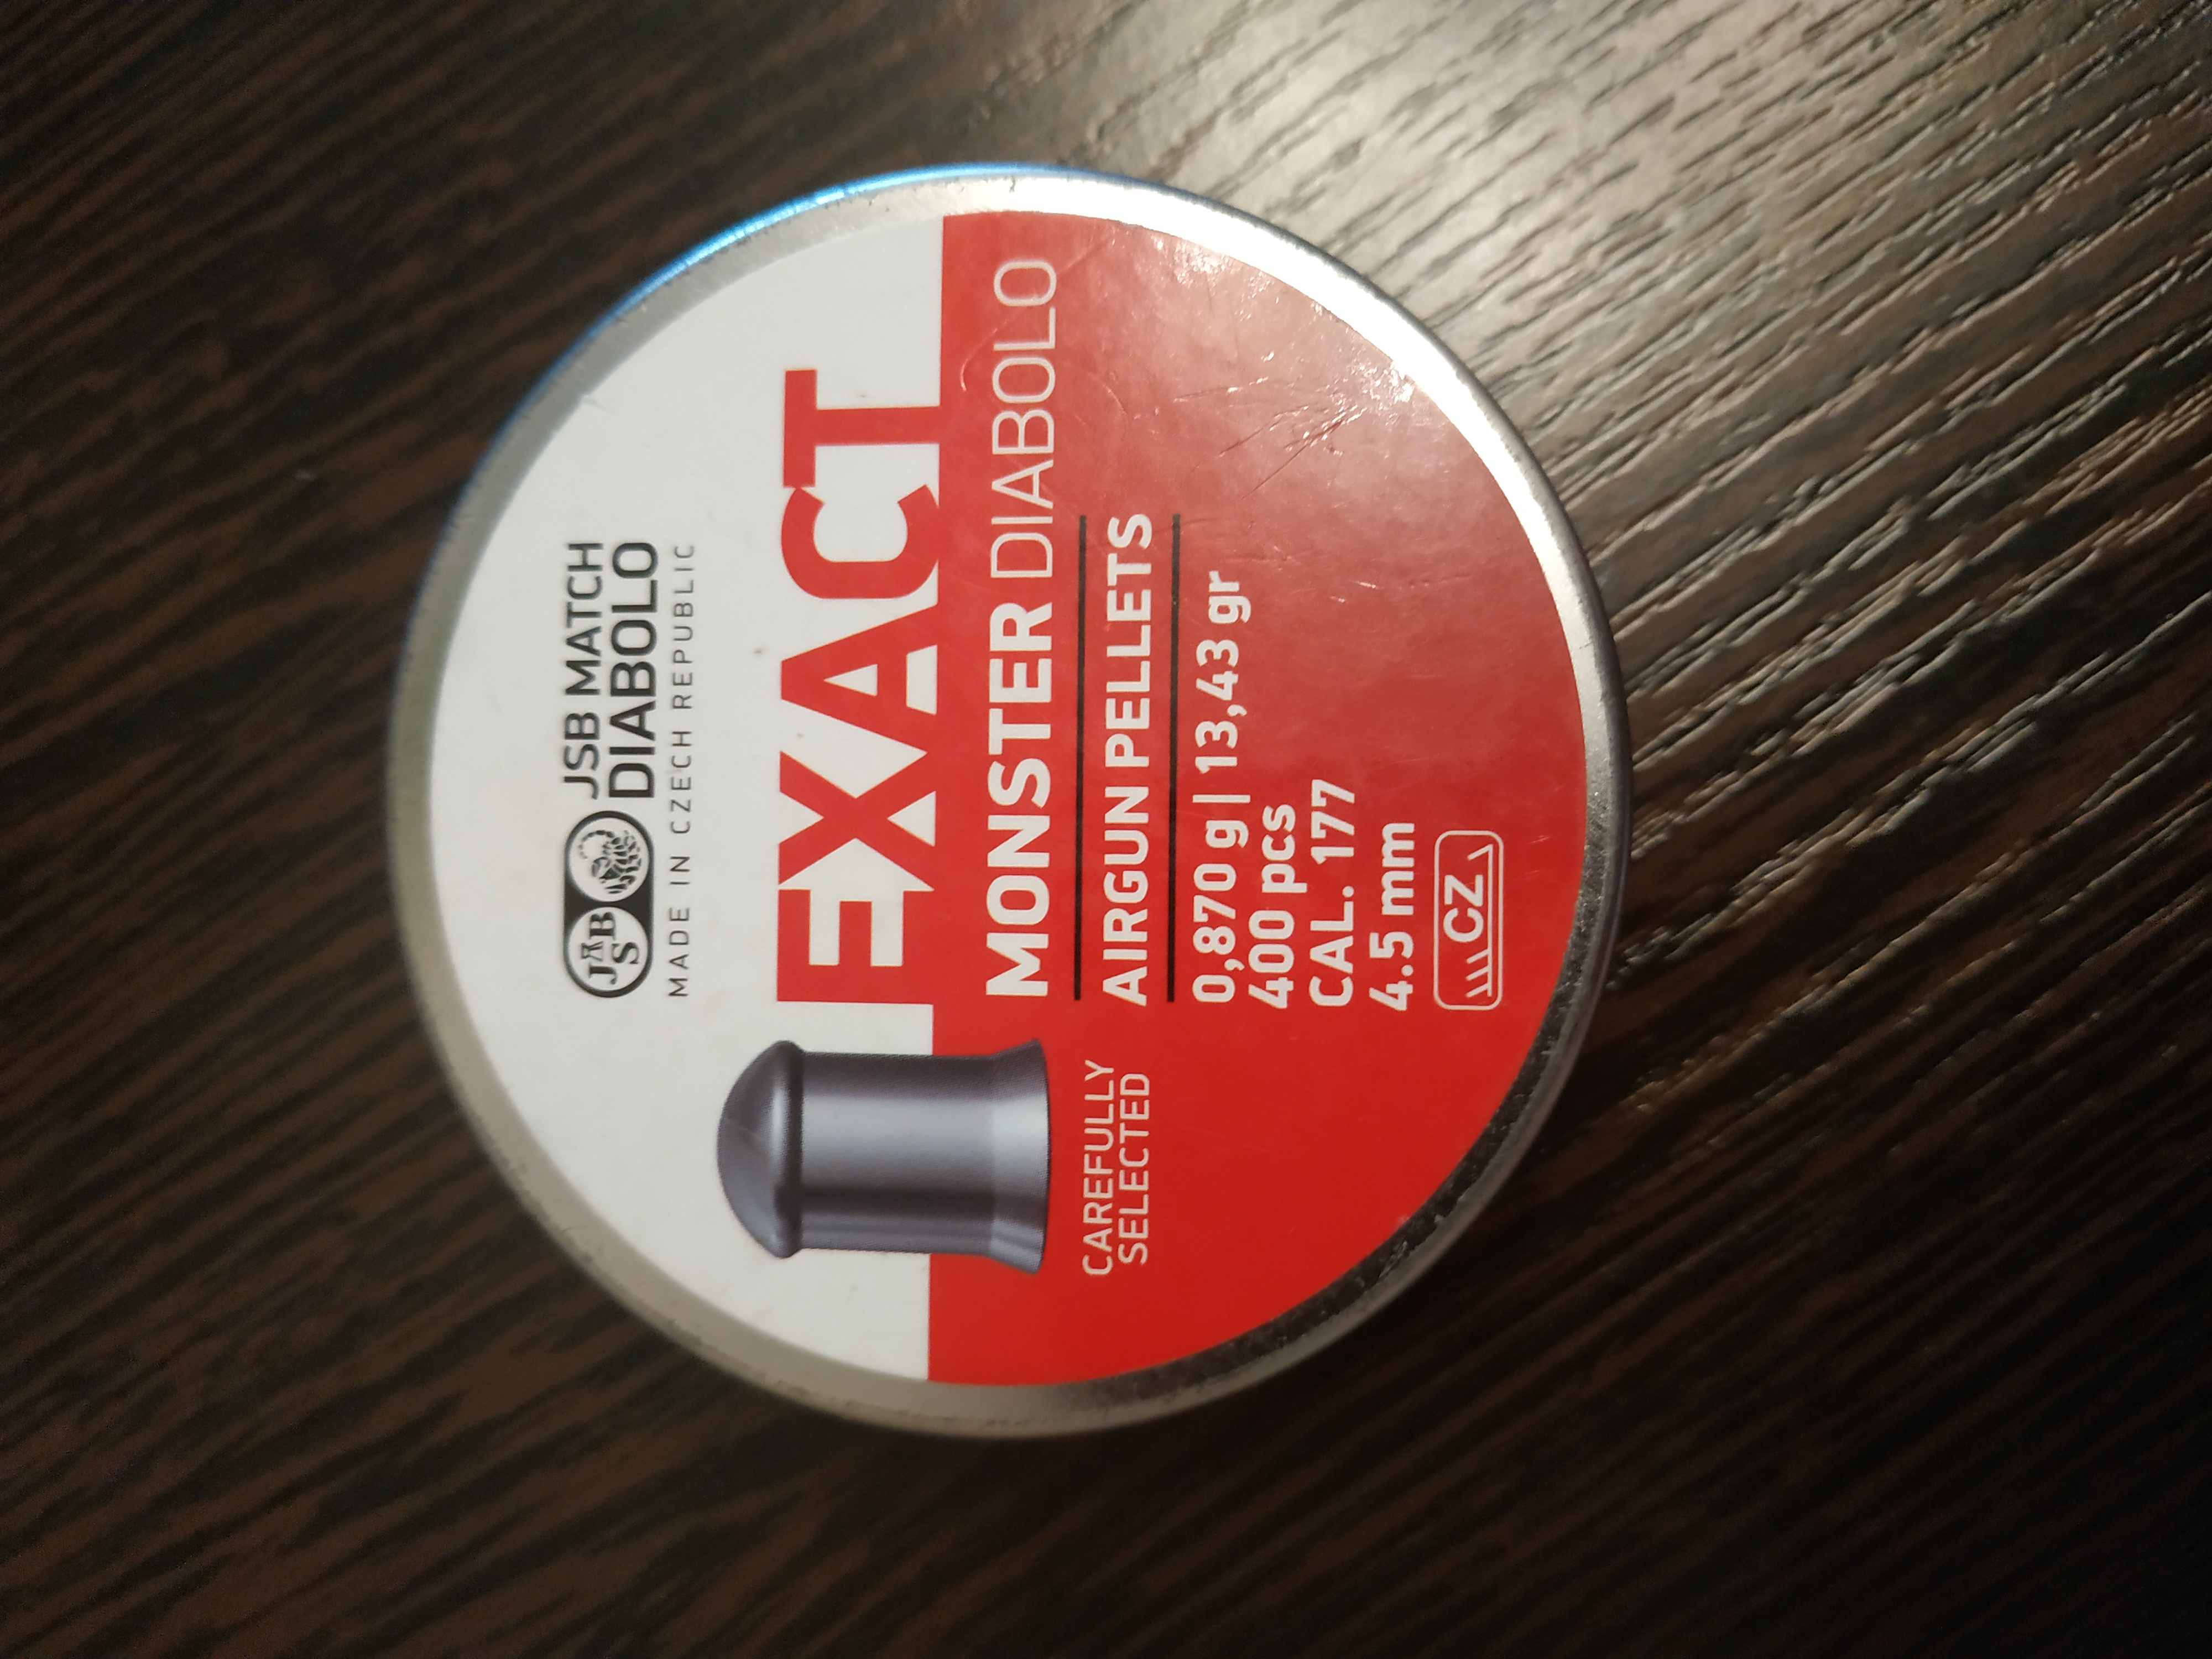 JSB
JSB MATCH
DIABOLO
MADE IN CZECH REPUBLIC
EXACT
MONSTER DIABOLO
AIRGUN PELLETS
0,870 g | 13,43 gr
400 pcs
CAL. 177
4.5 mm
CZ
CAREFULLY
SELECTED